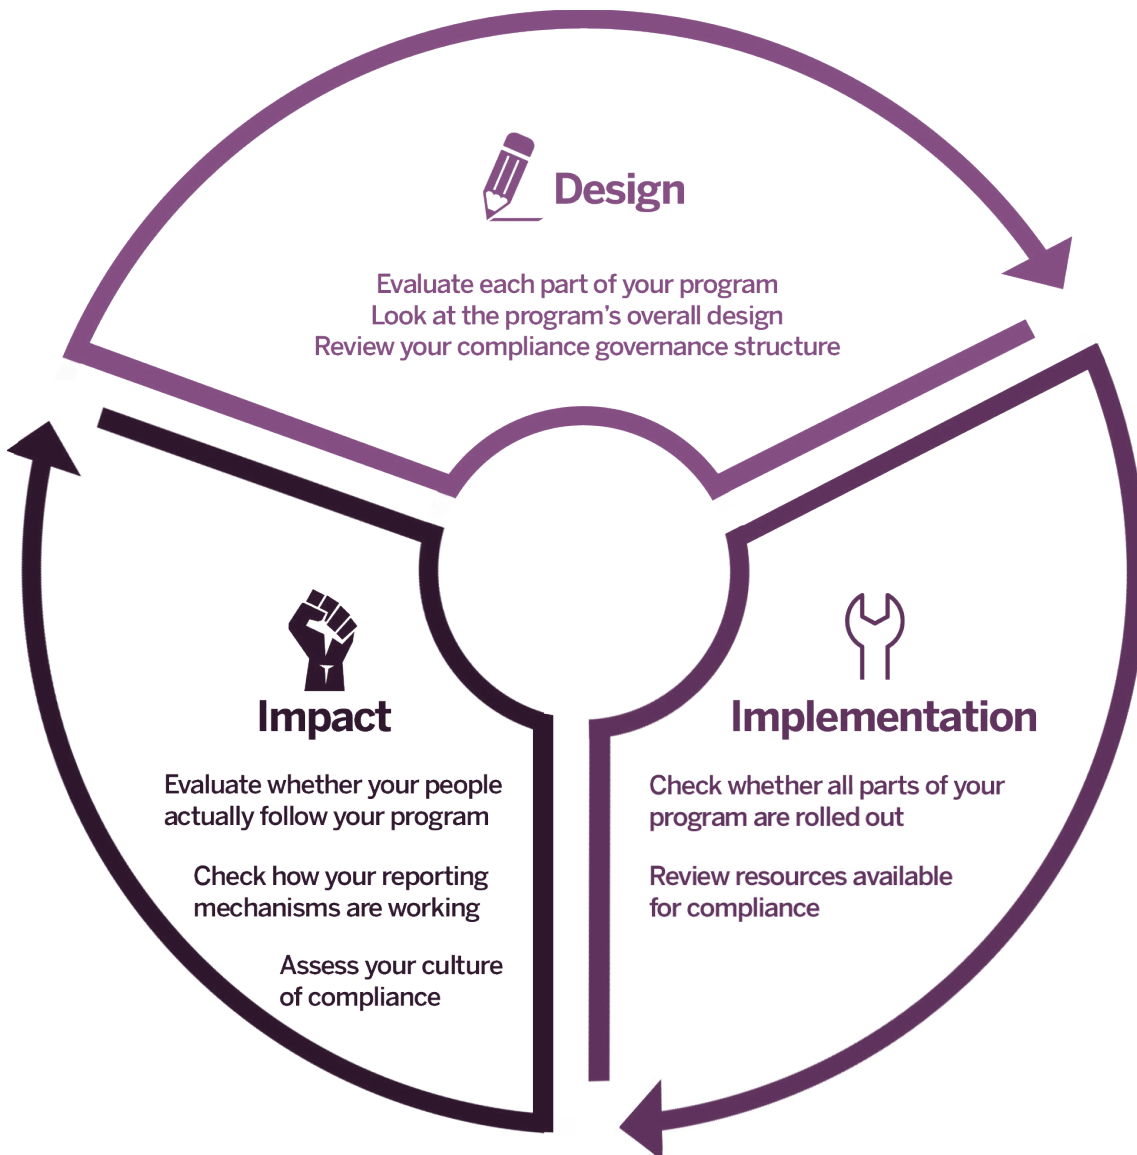 Design
Evaluate each part of your program
Look at the program’s overall design
Review your compliance governance structure
Implementation
Check whether all parts of your
program are rolled out
Review resources available
for compliance
Impact
Evaluate whether your people
actually follow your program
Check how your reporting
mechanisms are working
Assess your culture
of compliance